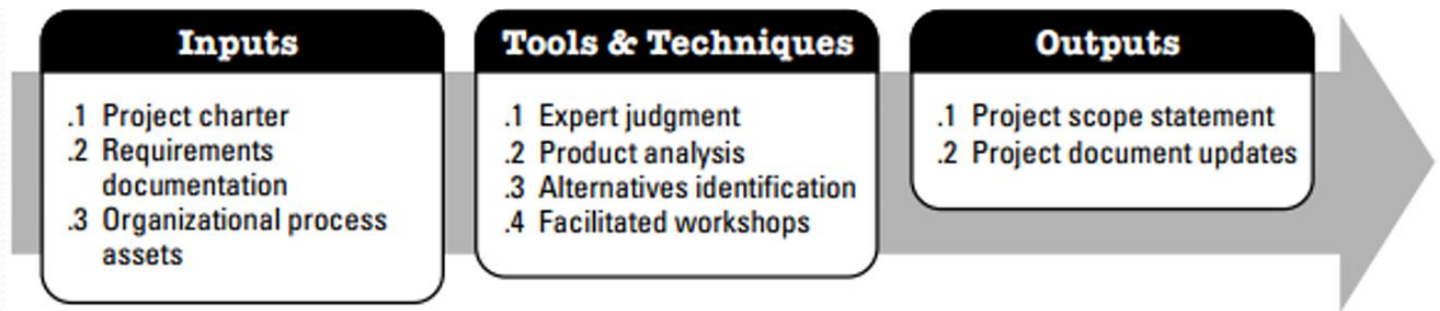 Inputs
.1 Project charter
.2 Requirements
documentation
.3 Organizational process
assets
Tools & Techniques
.1 Expert judgment
.2 Product analysis
.3 Alternatives identification
.4 Facilitated workshops
Outputs
.1 Project scope statement
.2 Project document updates